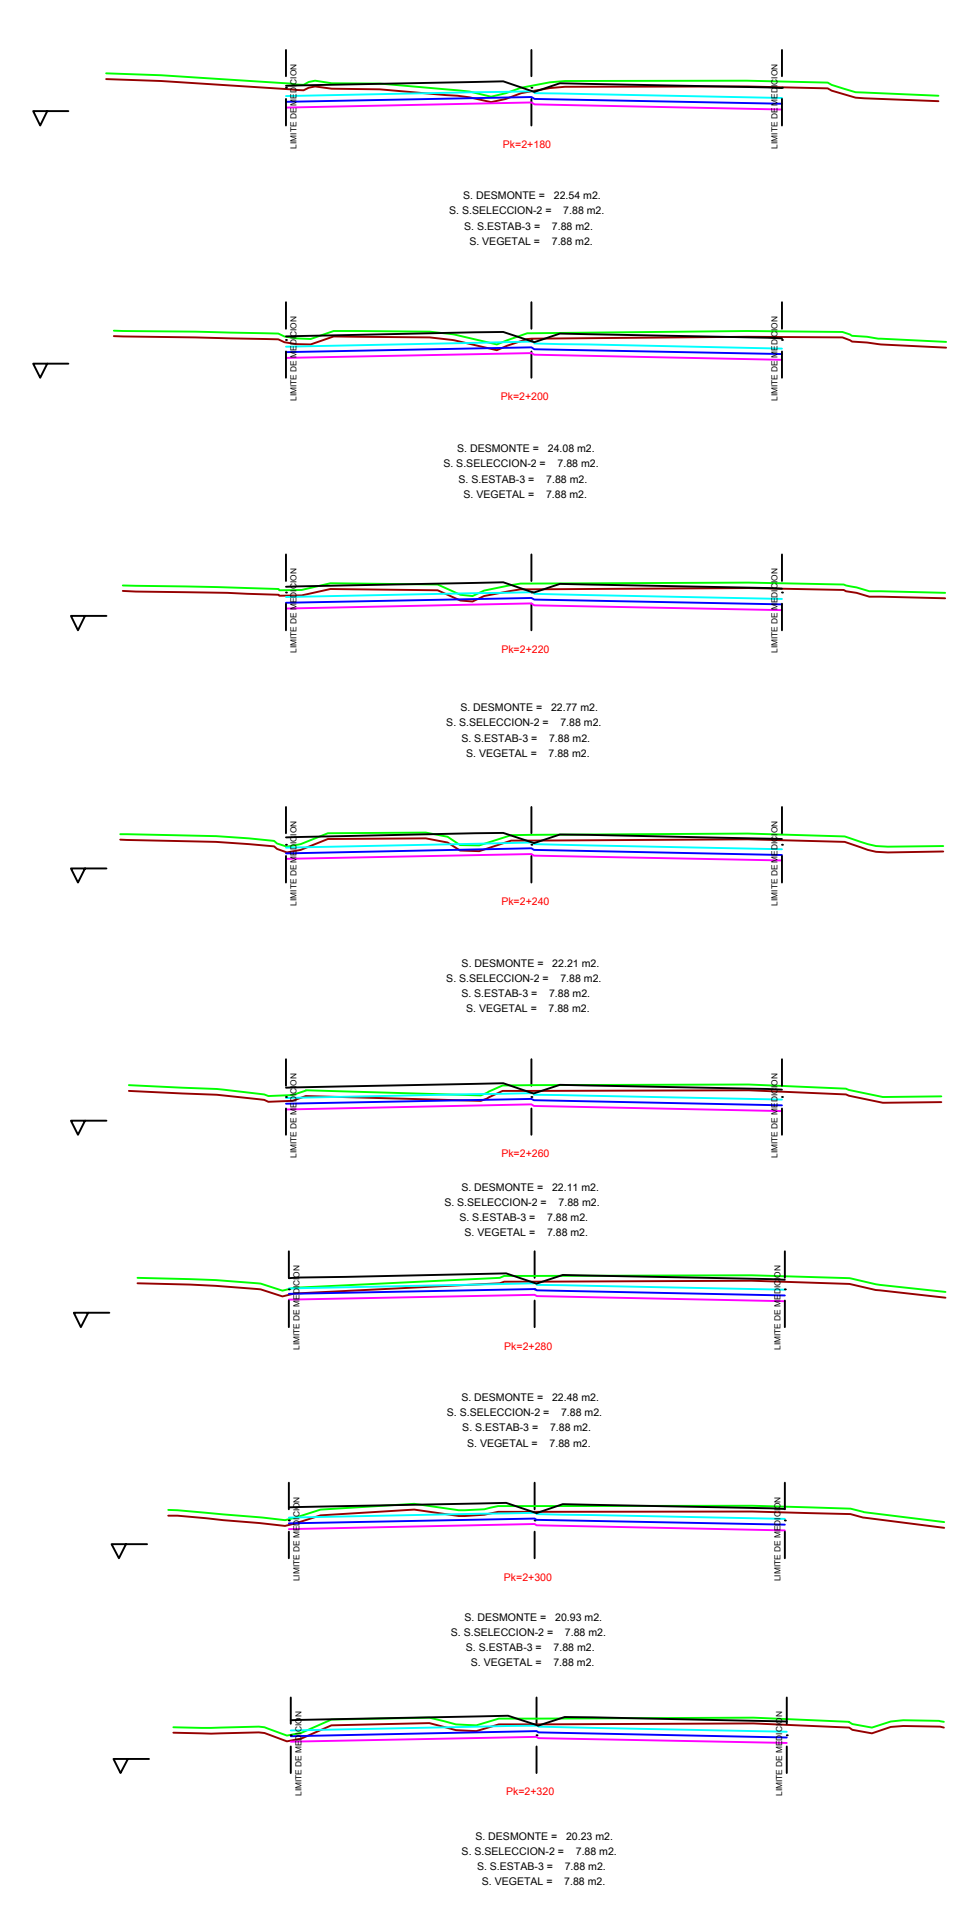 LIMITE DE MEDICION
LIMITE DE MEDICION
Pk=2+180
S. DESMONTE = 22.54 m2.
S. S.SELECCION-2 = 7.88 m2.
S. S.ESTAB-3 = 7.88 m2.
S. VEGETAL = 7.88 m2.
LIMITE DE MEDICION
LIMITE DE MEDICION
Pk=2+200
S. DESMONTE = 24.08 m2.
S. S.SELECCION-2 = 7.88 m2.
S. S.ESTAB-3 = 7.88 m2.
S. VEGETAL = 7.88 m2.
LIMITE DE MEDICION
LIMITE DE MEDICION
Pk=2+220
S. DESMONTE = 22.77 m2.
S. S.SELECCION-2 = 7.88 m2.
S. S.ESTAB-3 = 7.88 m2.
S. VEGETAL = 7.88 m2.
LIMITE DE MEDICION
LIMITE DE MEDICION
Pk=2+240
S. DESMONTE = 22.21 m2.
S. S.SELECCION-2 = 7.88 m2.
S. S.ESTAB-3 = 7.88 m2.
S. VEGETAL = 7.88 m2.
LIMITE DE MEDICION
LIMITE DE MEDICION
Pk=2+260
S. DESMONTE = 22.11 m2.
S. S.SELECCION-2 = 7.88 m2.
S. S.ESTAB-3 = 7.88 m2.
S. VEGETAL = 7.88 m2.
LIMITE DE MEDICION
LIMITE DE MEDICION
Pk=2+280
S. DESMONTE = 22.48 m2.
S. S.SELECCION-2 = 7.88 m2.
S. S.ESTAB-3 = 7.88 m2.
S. VEGETAL = 7.88 m2.
LIMITE DE MEDICION
LIMITE DE MEDICION
Pk=2+300
S. DESMONTE = 20.93 m2.
S. S.SELECCION-2 = 7.88 m2.
S. S.ESTAB-3 = 7.88 m2.
S. VEGETAL = 7.88 m2.
LIMITE DE MEDICION
LIMITE DE MEDICION
Pk=2+320
S. DESMONTE = 20.23 m2.
S. S.SELECCION-2 = 7.88 m2.
S. S.ESTAB-3 = 7.88 m2.
S. VEGETAL = 7.88 m2.